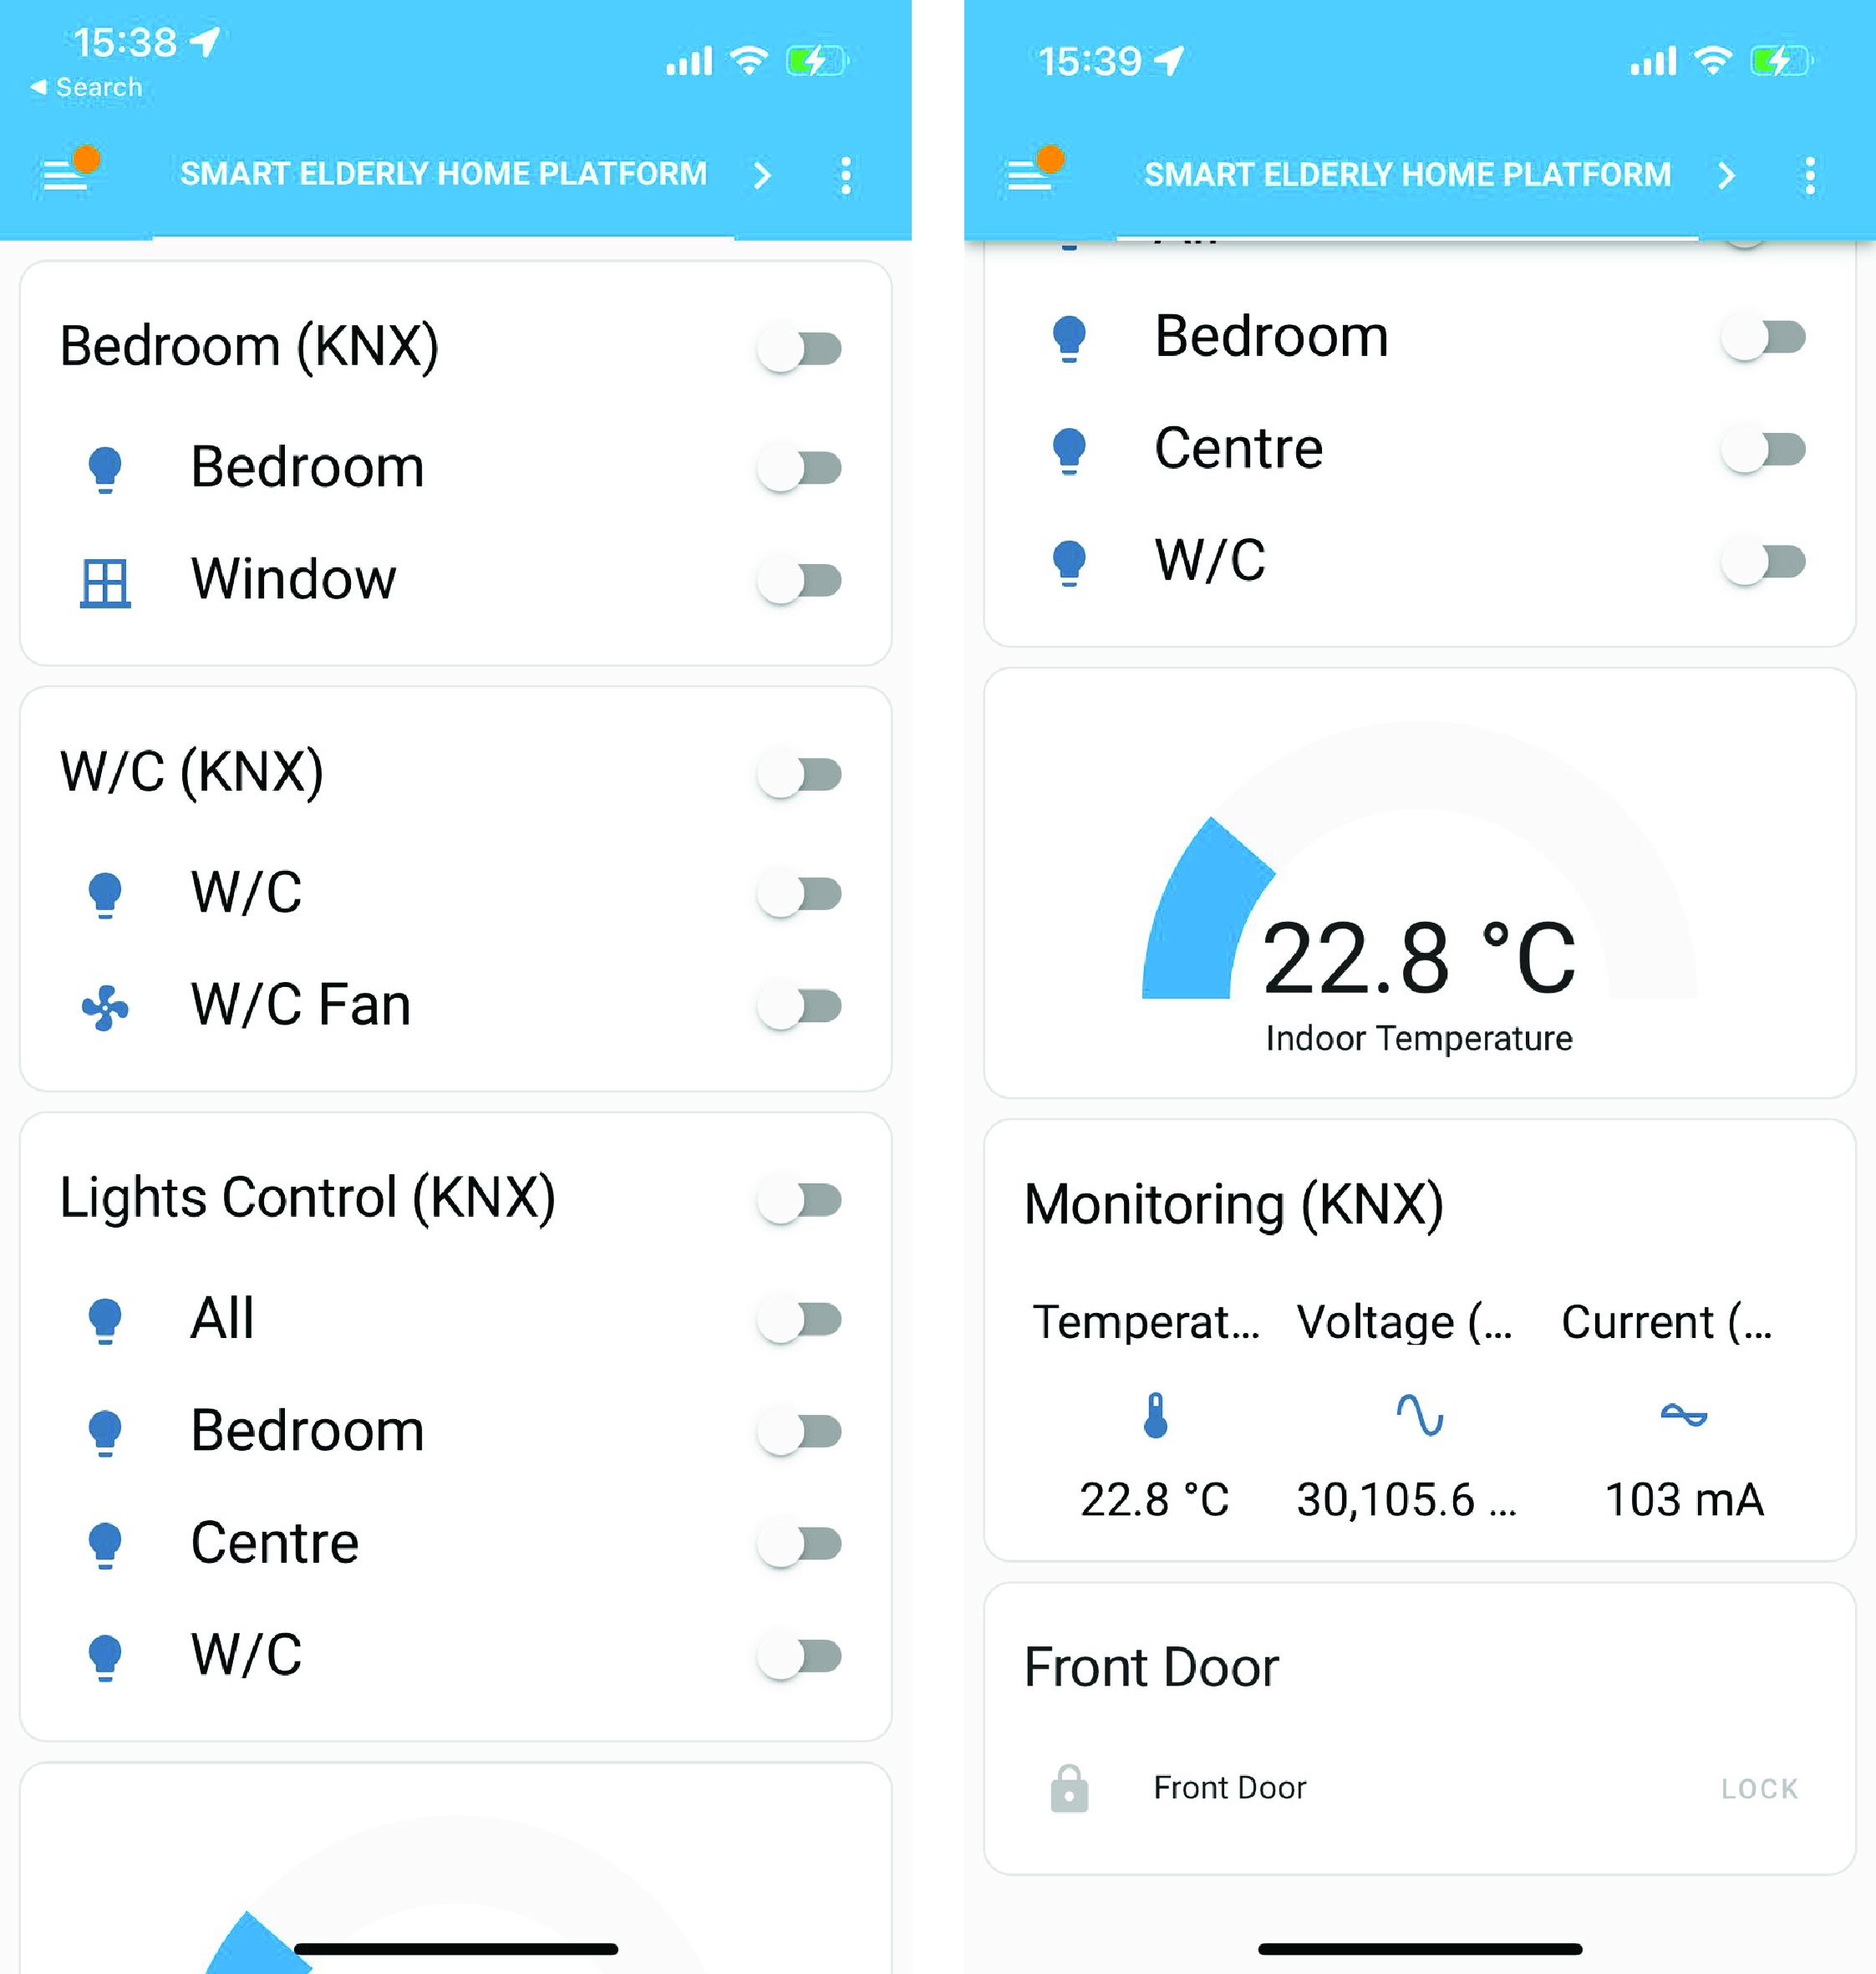 15:38
Search
SMART ELDERLY HOME PLATFORM
Bedroom (KNX)
Bedroom
Window
W/C (KNX)
W/C
W/C Fan
Lights Control (KNX)
All
Bedroom
Centre
W/C
15:39
SMART ELDERLY HOME PLATFORM
Bedroom
Centre
W/C
22.8 °C
Indoor Temperature
Monitoring (KNX)
Temperat... Voltage (... Current (...
22.8 °C 30,105.6 ... 103 mA
Front Door
Front Door LOCK